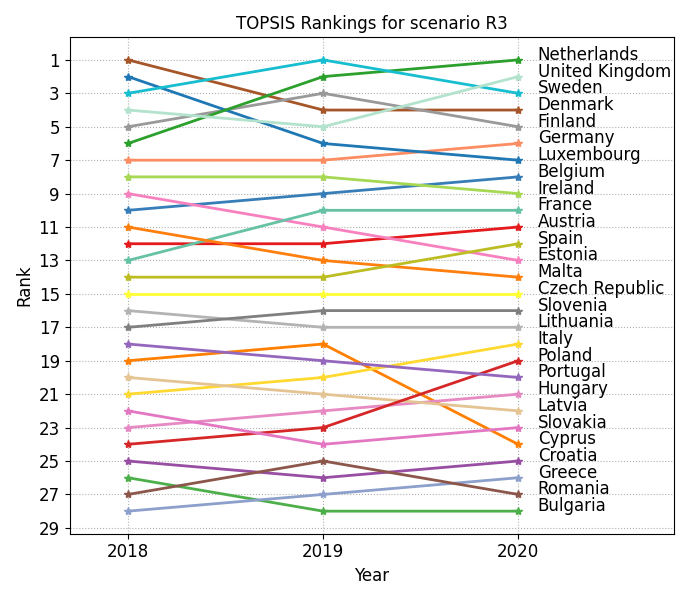 TOPSIS Rankings for scenario R3
1
3
5
7
9
11
13
15
17
19
21
23
25
27
29
Rank
Netherlands
United Kingdom
Sweden
Denmark
Finland
Germany
Luxembourg
Belgium
Ireland
France
Austria
Spain
Estonia
Malta
Czech Republic
Slovenia
Lithuania
Italy
Poland
Portugal
Hungary
Latvia
Slovakia
Cyprus
Croatia
Greece
Romania
Bulgaria
2018 2019 2020
Year